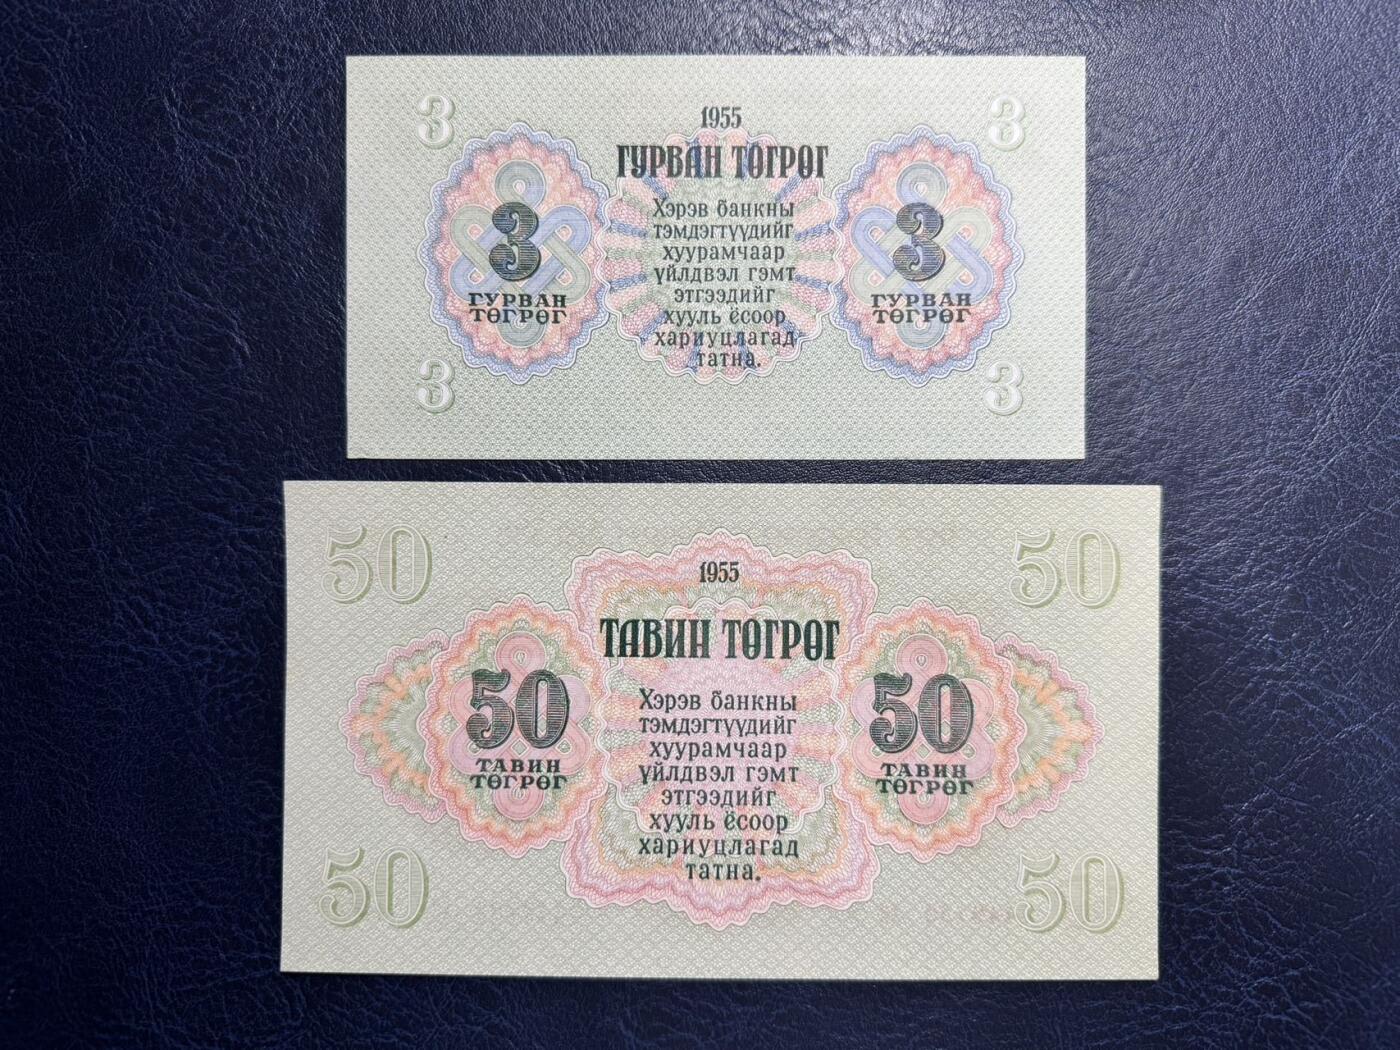 3 3
1955
ГУРВАН ТӨГРӨГ
Хэрэв банкны
тэмдэгтүүдийг
хуурамчаар
үйлдвэл гэмт
этгээдийг
хууль ёсоор
хариуцлагад
татна.
3
ГУРВАН
ТӨГРӨГ
3
ГУРВАН
ТӨГРӨГ
3 3
50 50
1955
ТАВИН ТӨГРӨГ
Хэрэв банкны
тэмдэгтүүдийг
хуурамчаар
үйлдвэл гэмт
этгээдийг
хууль ёсоор
хариуцлагад
татна.
50
ТАВИН
ТӨГРӨГ
50
ТАВИН
ТӨГРӨГ
50 50